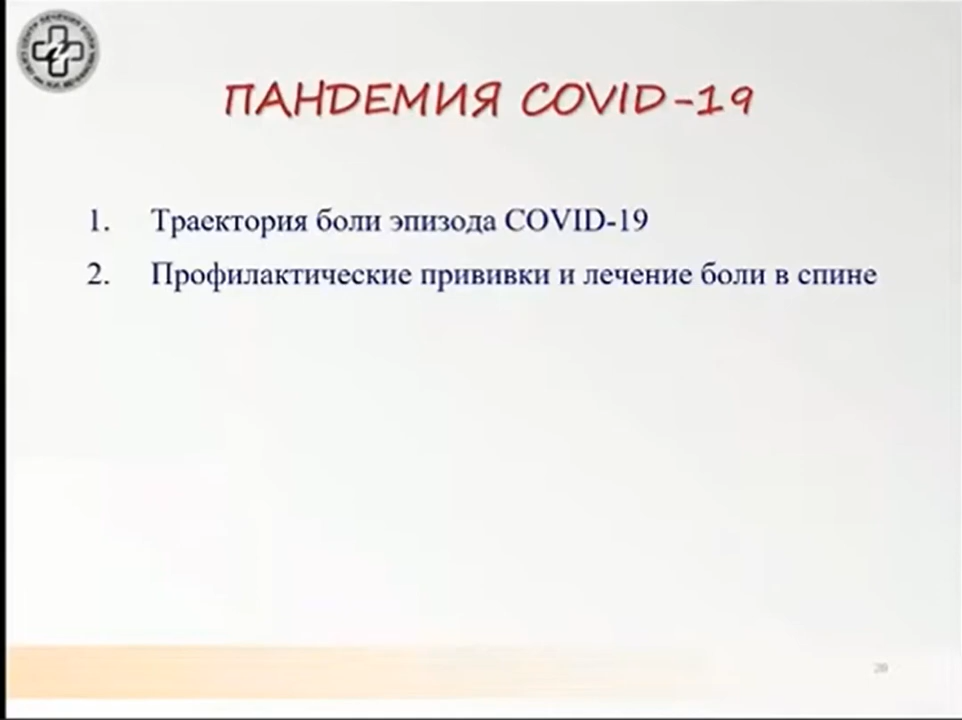 ПАНДЕМИЯ COVID-19
1. Траектория боли эпизода COVID-19
2. Профилактические прививки и лечение боли в спине